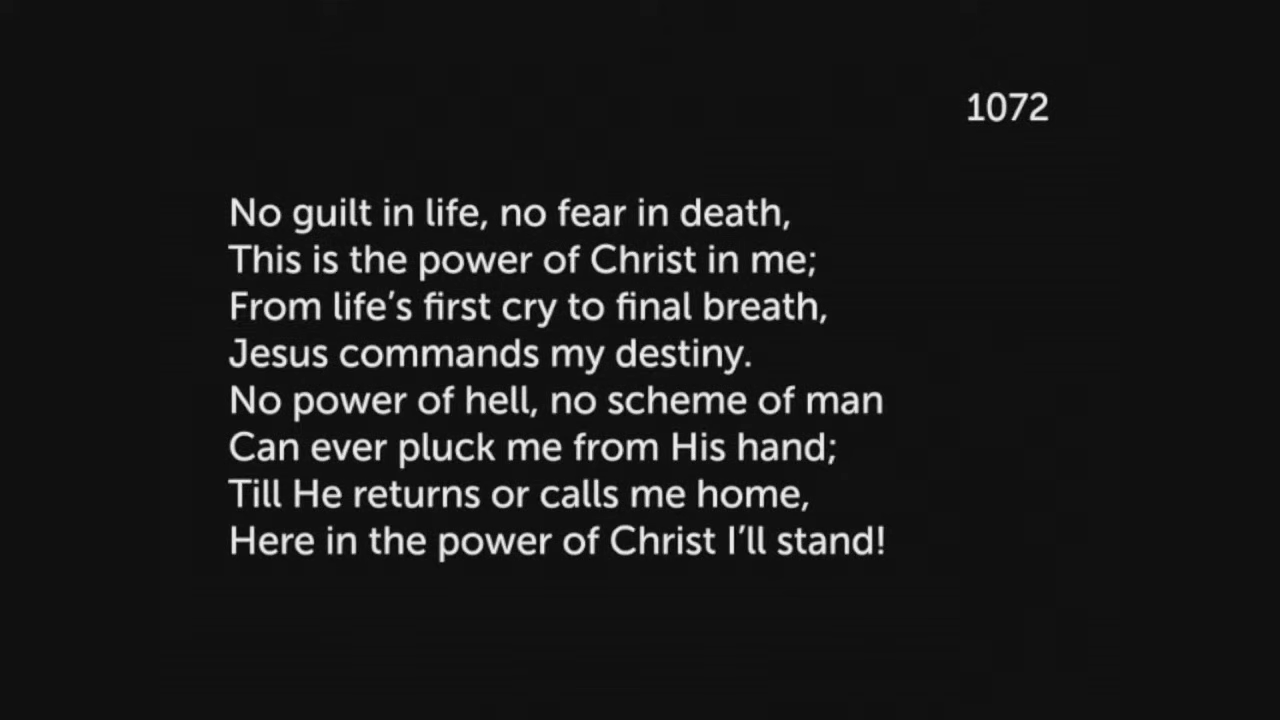 1072
No guilt in life, no fear in death,
This is the power of Christ in me;
From life’s first cry to final breath,
Jesus commands my destiny.
No power of hell, no scheme of man
Can ever pluck me from His hand;
Till He returns or calls me home,
Here in the power of Christ I’ll stand!